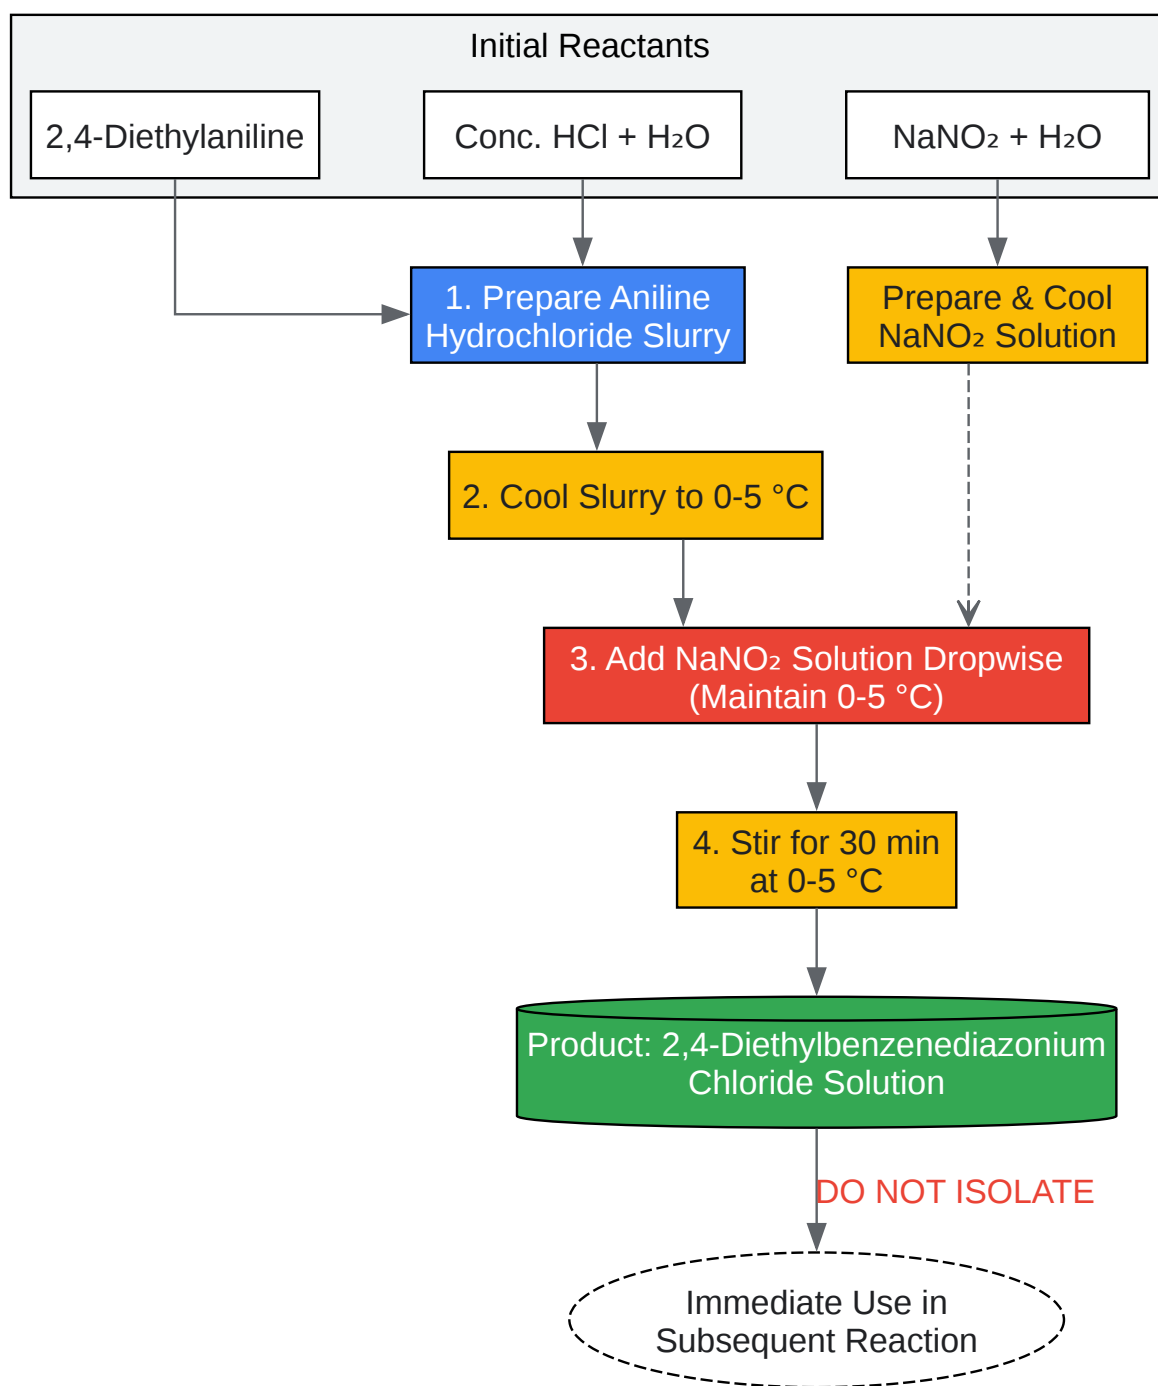 Initial Reactants
2,4-Diethylaniline
Conc. HCl + H₂O
NaNO₂ + H₂O
1. Prepare Aniline
Hydrochloride Slurry
Prepare & Cool
NaNO₂ Solution
2. Cool Slurry to 0-5 °C
3. Add NaNO₂ Solution Dropwise
(Maintain 0-5 °C)
4. Stir for 30 min
at 0-5 °C
Product: 2,4-Diethylbenzenediazonium
Chloride Solution
DO NOT ISOLATE
Immediate Use in
Subsequent Reaction